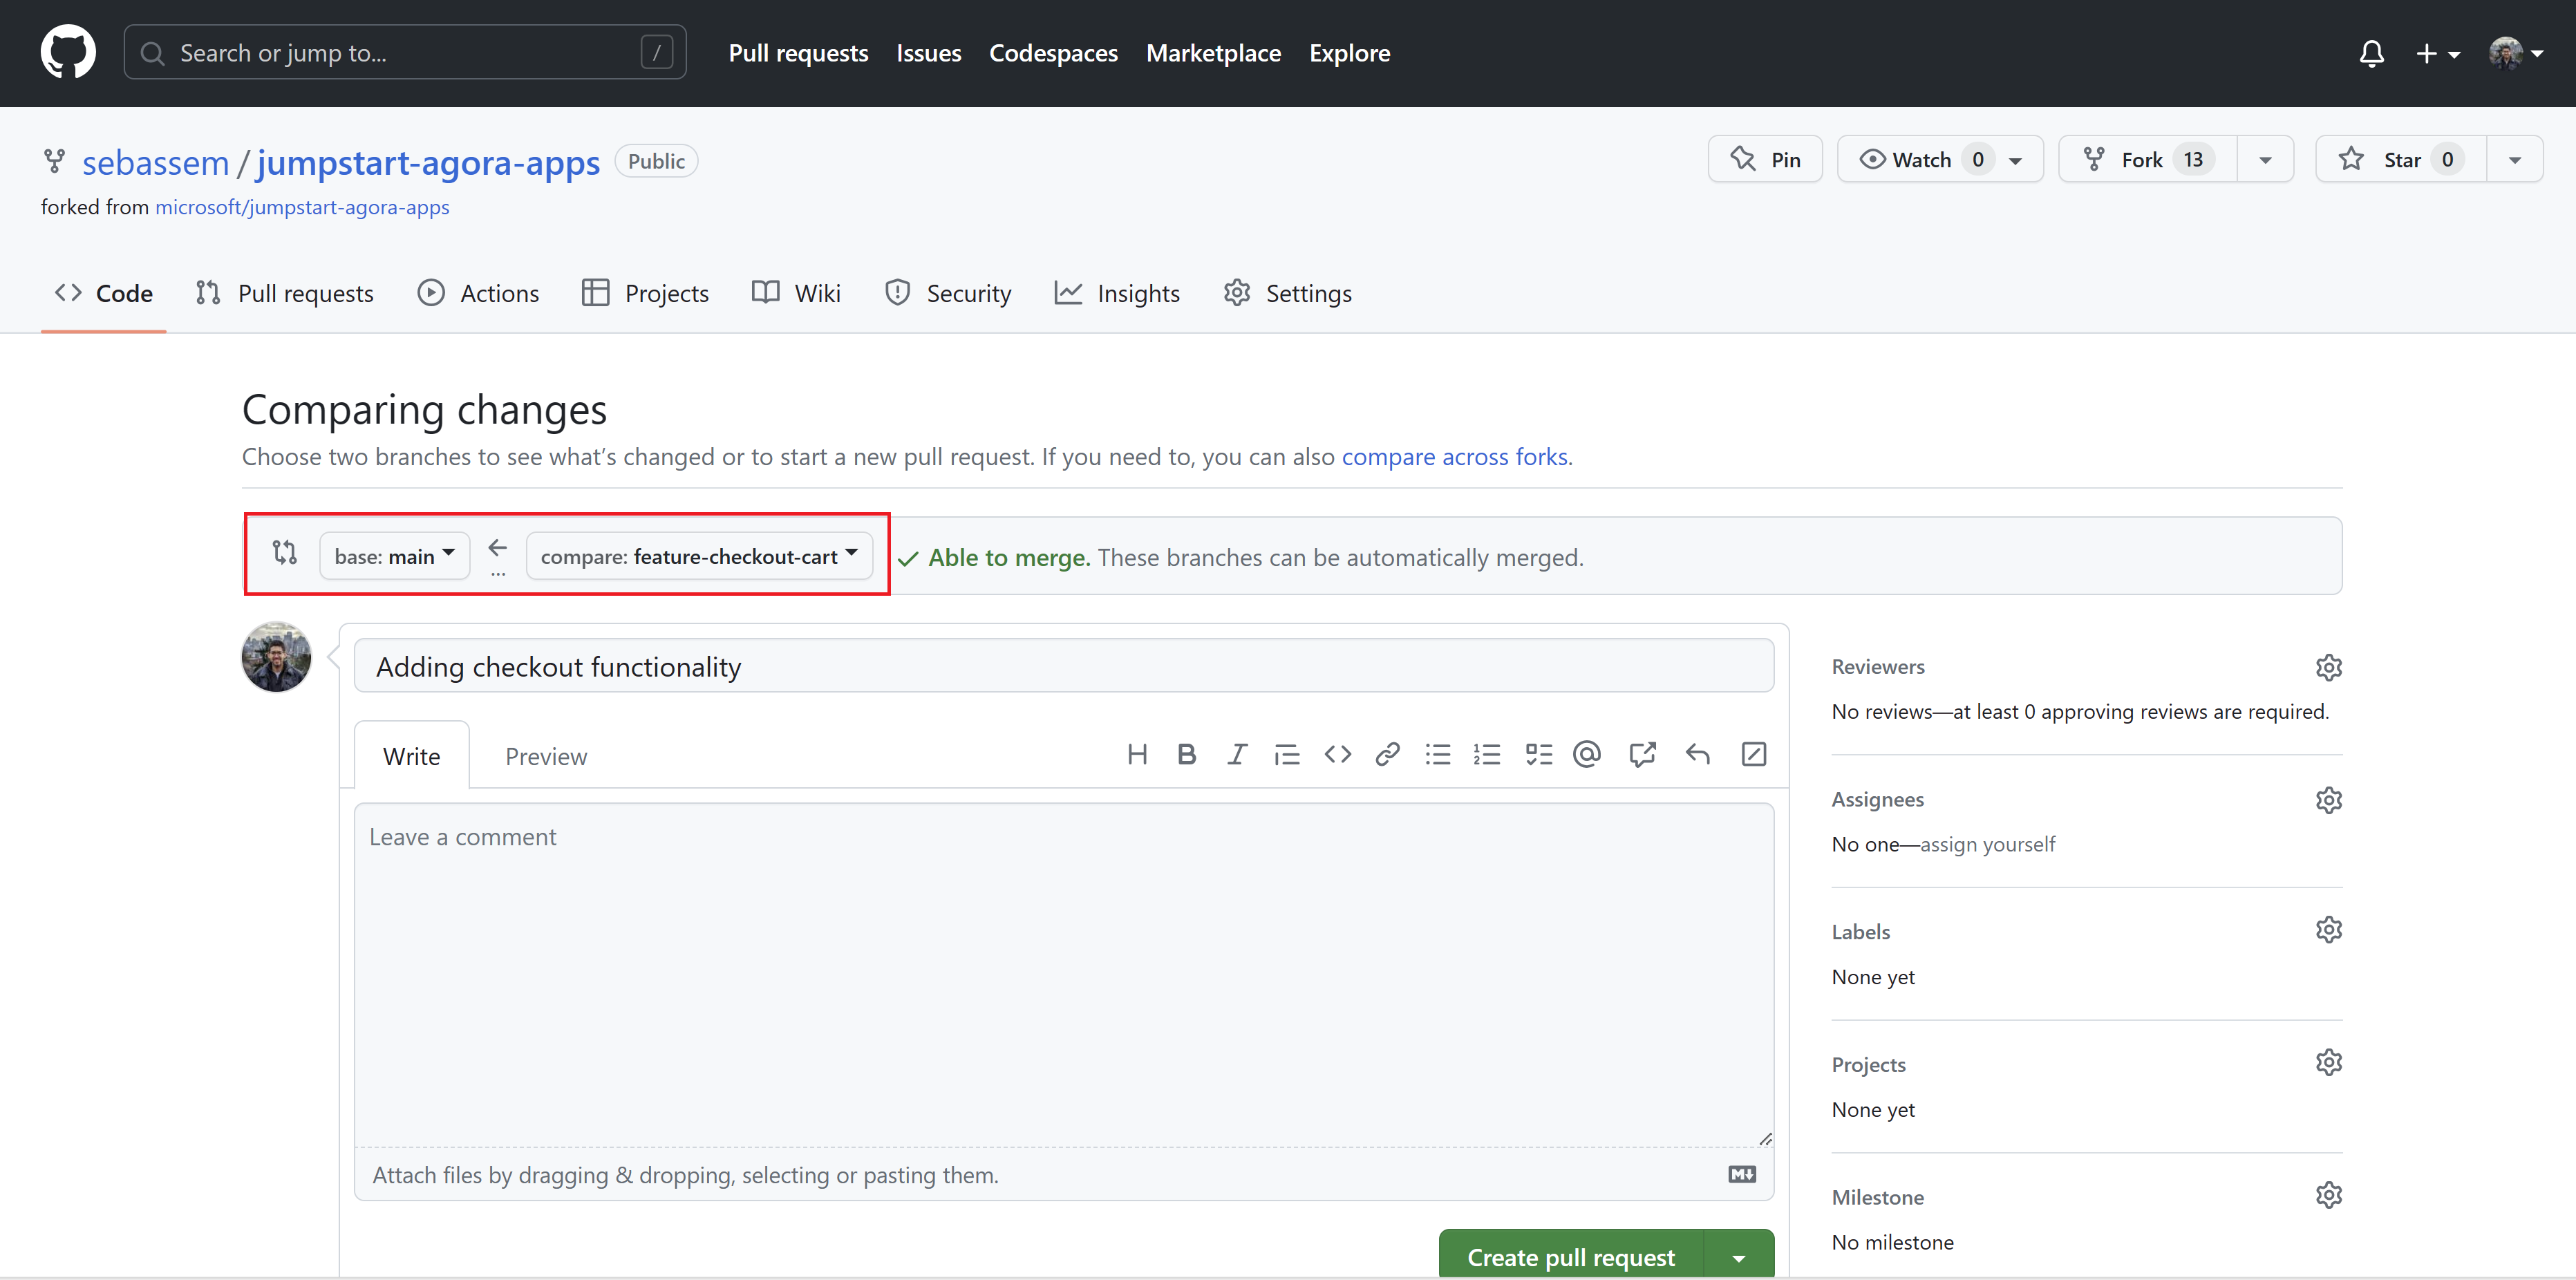 Search or jump to... /
Pull requests Issues Codespaces Marketplace Explore
sebassem / jumpstart-agora-apps Public
Pin Watch 0 Fork 13 Star 0
forked from microsoft/jumpstart-agora-apps
Code Pull requests Actions Projects Wiki Security Insights Settings
Comparing changes
Choose two branches to see what's changed or to start a new pull request. If you need to, you can also compare across forks.
base: main ... compare: feature-checkout-cart Able to merge. These branches can be automatically merged.
Adding checkout functionality
Write Preview
Leave a comment
Attach files by dragging & dropping, selecting or pasting them.
Create pull request
Reviewers
No reviews—at least 0 approving reviews are required.
Assignees
No one—assign yourself
Labels
None yet
Projects
None yet
Milestone
No milestone